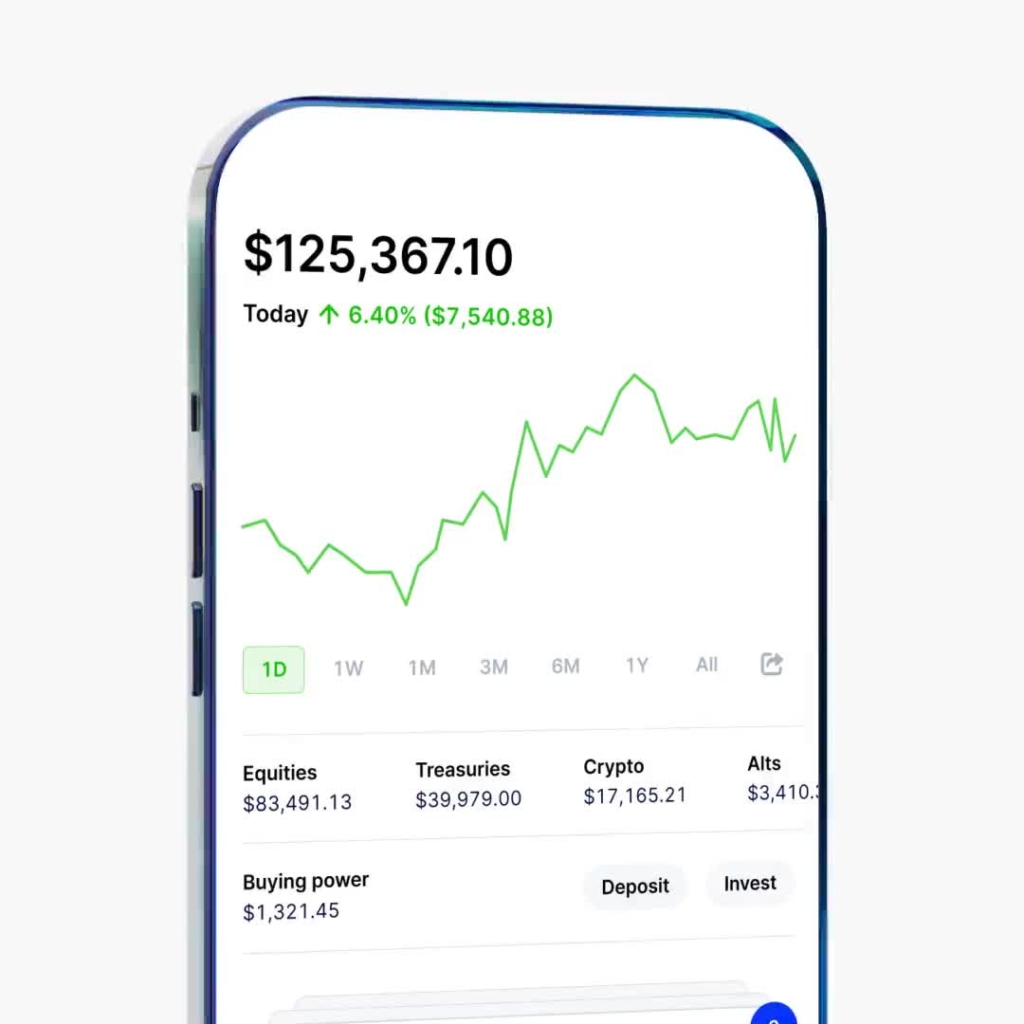 $125,367.10
Today ↑ 6.40% ($7,540.88)
1D 1W 1M 3M 6M 1Y All
Equities Treasuries Crypto Alts
$83,491.13 $39,979.00 $17,165.21 $3,410.
Buying power
$1,321.45
Deposit Invest